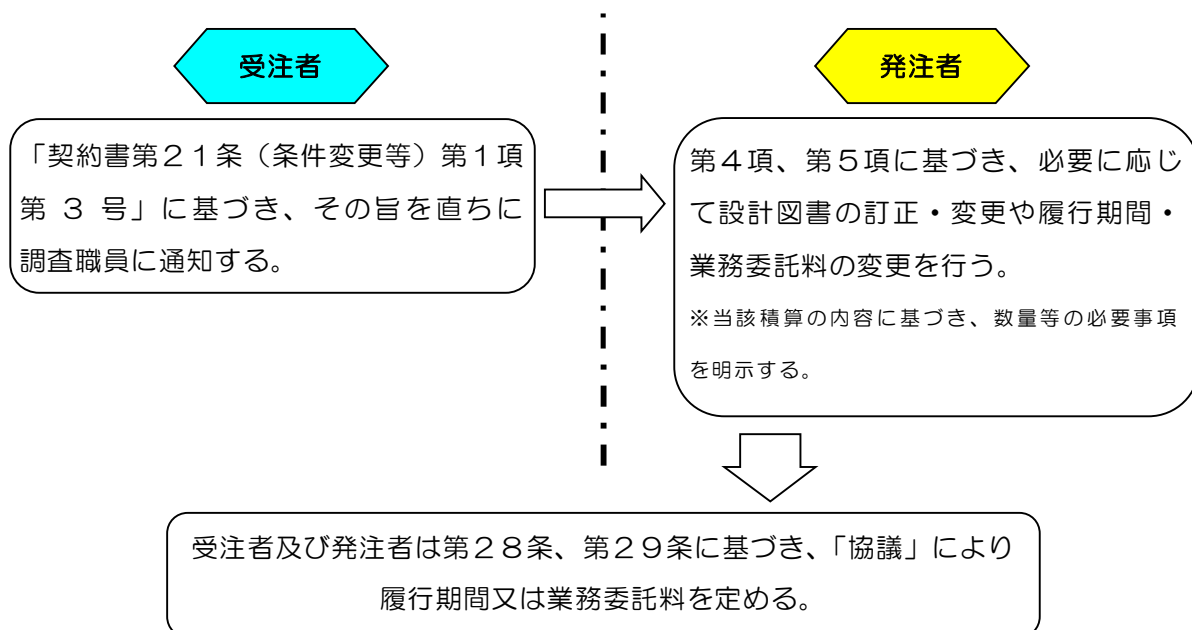 受注者
「契約書第２１条（条件変更等）第１項
第 ３ 号」に基づき、その旨を直ちに
調査職員に通知する。
発注者
第４項、第５項に基づき、必要に応じ
て設計図書の訂正・変更や履行期間・
業務委託料の変更を行う。
※当該積算の内容に基づき、数量等の必要事項
を明示する。
受注者及び発注者は第２８条、第２９条に基づき、「協議」により
履行期間又は業務委託料を定める。